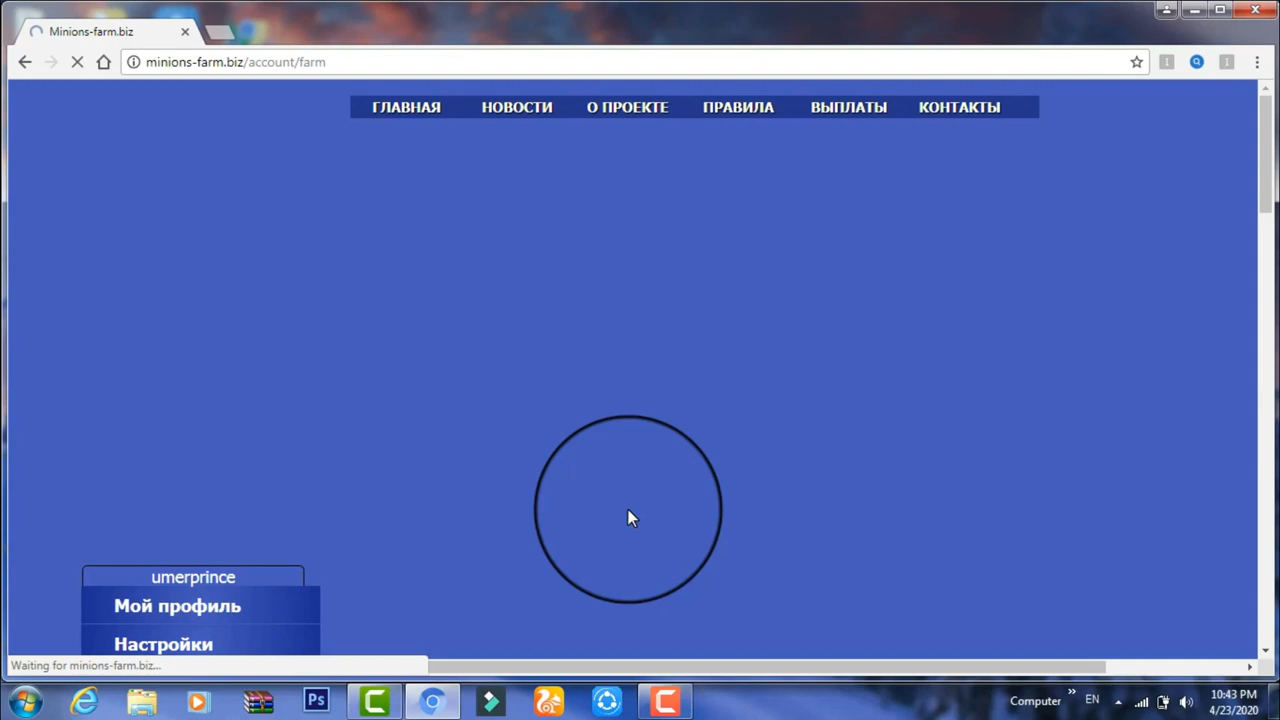 Minions-farm.biz
minions-farm.biz/account/farm
ГЛАВНАЯ НОВОСТИ О ПРОЕКТЕ ПРАВИЛА ВЫПЛАТЫ КОНТАКТЫ
umerprince
Мой профиль
Настройки
Waiting for minions-farm.biz...
Ps
Computer » EN 10:43 PM
4/23/2020